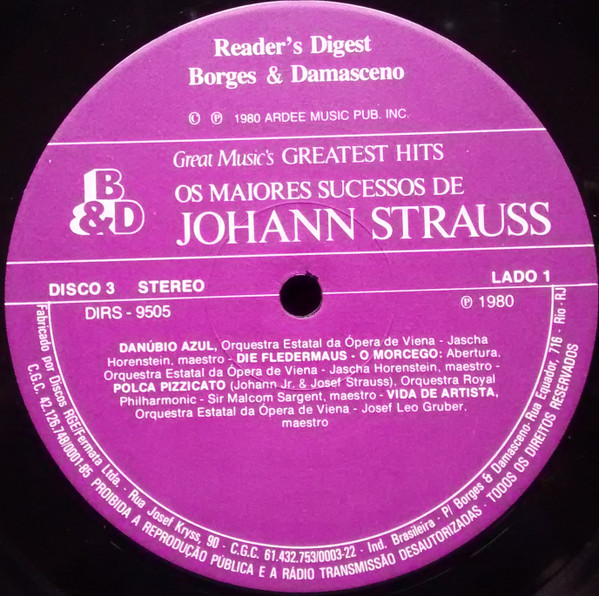 Reader's Digest
Borges & Damasceno
© ℗ 1980 ARDEE MUSIC PUB. INC.
Great Music's GREATEST HITS
B
&D
OS MAIORES SUCESSOS DE
JOHANN STRAUSS
DISCO 3 STEREO
LADO 1
DIRS - 9505
℗ 1980
DANÚBIO AZUL, Orquestra Estatal da Ópera de Viena - Jascha
Horenstein, maestro - DIE FLEDERMAUS - O MORCEGO: Abertura,
Orquestra Estatal da Ópera de Viena - Jascha Horenstein, maestro -
POLCA PIZZICATO (Johann Jr. & Josef Strauss), Orquestra Royal
Philharmonic - Sir Malcom Sargent, maestro - VIDA DE ARTISTA,
Orquestra Estatal da Ópera de Viena - Josef Leo Gruber,
maestro
Fabricado por Discos RGE/Fermata Ltda. - Rua Josef Kryss, 90 - C.G.C. 61.432.753/0003-22 - Ind. Brasileira - P/ Borges & Damasceno-Rua Equador, 716 - Rio - RJ
C.G.C. 42.126.748/0001-85 PROIBIDA A REPRODUÇÃO PÚBLICA E A RÁDIO TRANSMISSÃO DESAUTORIZADAS - TODOS OS DIREITOS RESERVADOS